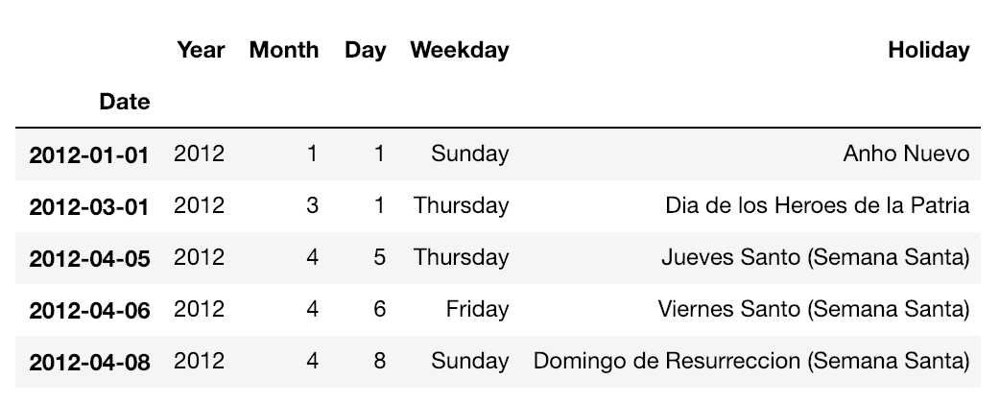 Year Month Day Weekday Holiday
Date
2012-01-01 2012 1 1 Sunday Anho Nuevo
2012-03-01 2012 3 1 Thursday Dia de los Heroes de la Patria
2012-04-05 2012 4 5 Thursday Jueves Santo (Semana Santa)
2012-04-06 2012 4 6 Friday Viernes Santo (Semana Santa)
2012-04-08 2012 4 8 Sunday Domingo de Resurreccion (Semana Santa)